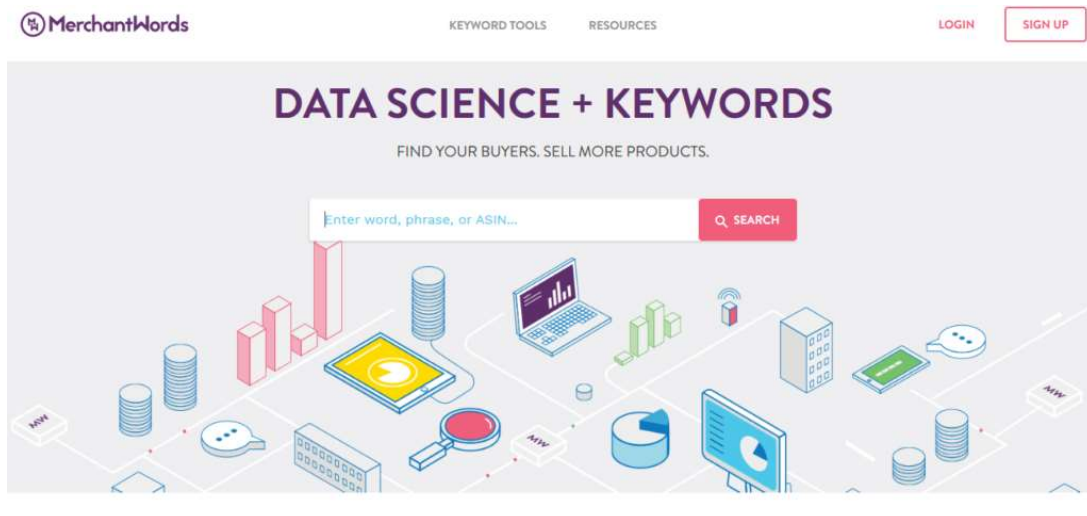 MerchantWords
KEYWORD TOOLS
RESOURCES
LOGIN
SIGN UP
DATA SCIENCE + KEYWORDS
FIND YOUR BUYERS. SELL MORE PRODUCTS.
Enter word, phrase, or ASIN...
SEARCH
MW
MW
MW